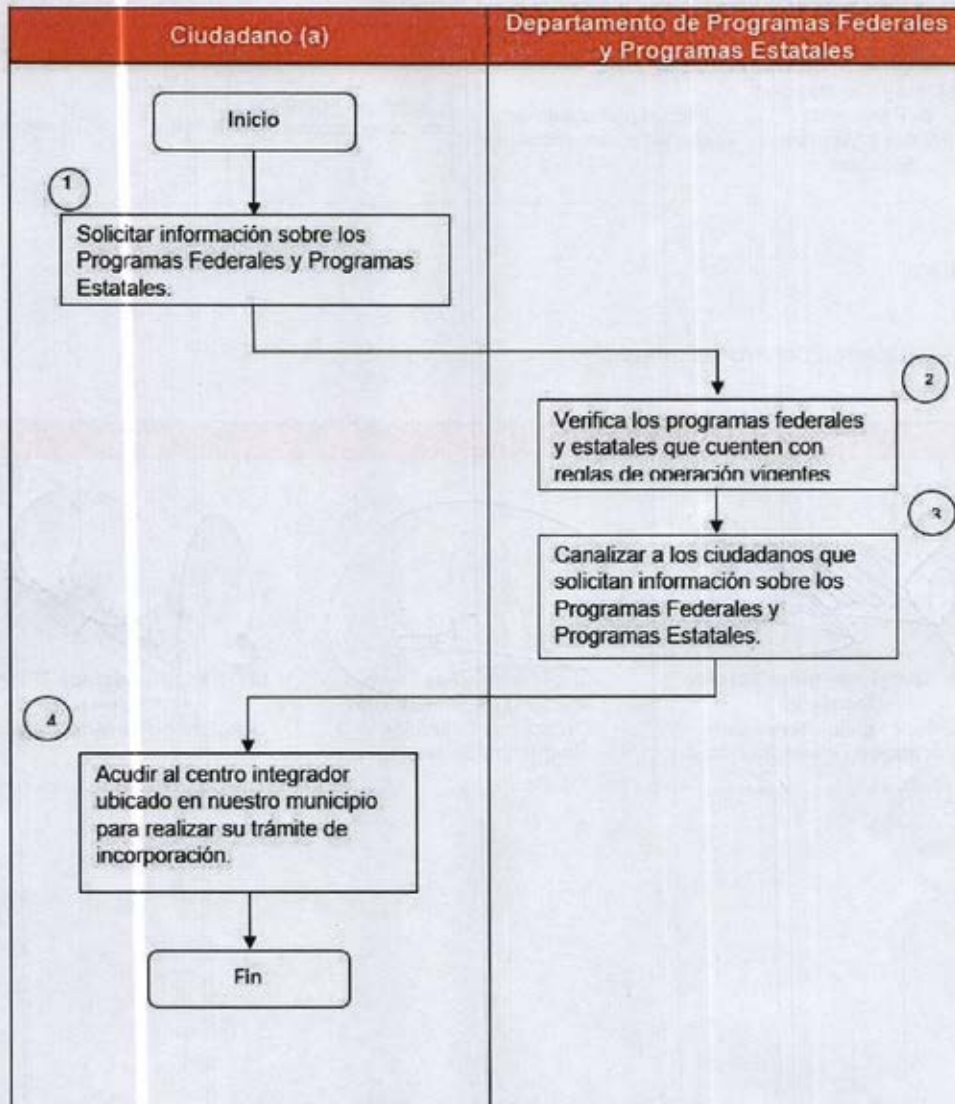 Ciudadano (a)
Departamento de Programas Federales
y Programas Estatales
Inicio
1
Solicitar información sobre los
Programas Federales y Programas
Estatales.
2
Verifica los programas federales
y estatales que cuenten con
reglas de operación vigentes
3
Canalizar a los ciudadanos que
solicitan información sobre los
Programas Federales y
Programas Estatales.
4
Acudir al centro integrador
ubicado en nuestro municipio
para realizar su trámite de
incorporación.
Fin